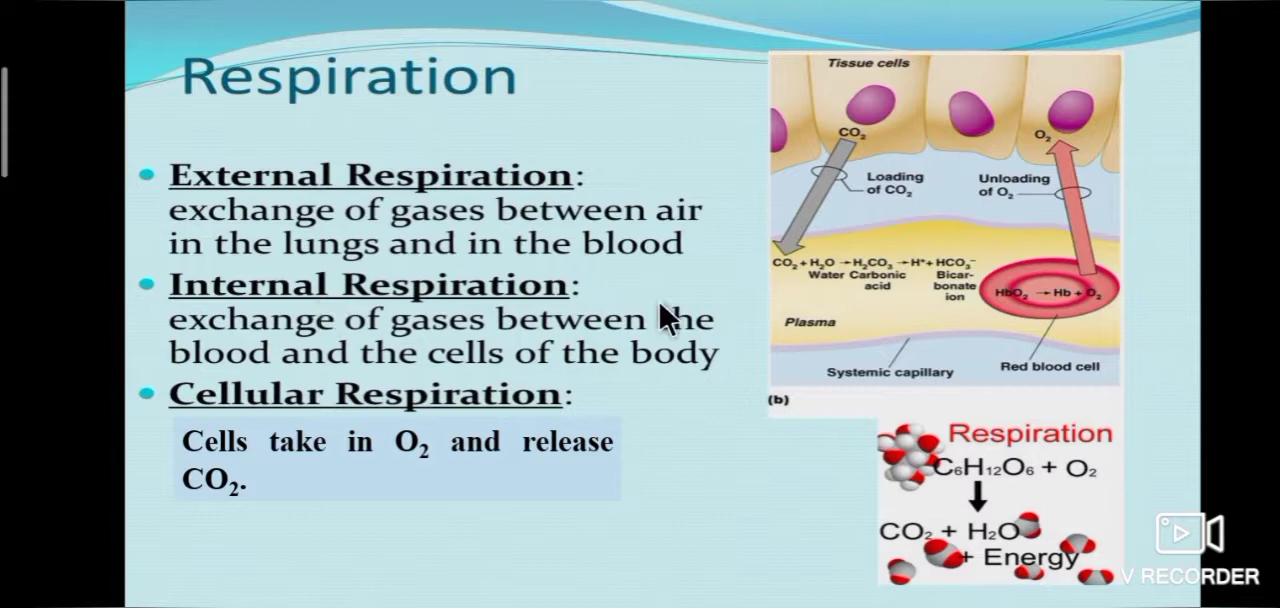 Respiration
• External Respiration:
exchange of gases between air
in the lungs and in the blood
• Internal Respiration:
exchange of gases between the
blood and the cells of the body
• Cellular Respiration:
Cells take in O₂ and release
CO₂.
Tissue cells
CO₂
O₂
Loading
of CO₂
Unloading
of O₂
CO₂ + H₂O → H₂CO₃ → H⁺ + HCO₃⁻
Water Carbonic
acid
Bicar-
bonate
ion
HbO₂ → Hb + O₂
Plasma
Systemic capillary
Red blood cell
(b)
Respiration
C₆H₁₂O₆ + O₂
CO₂ + H₂O
+ Energy
V RECORDER